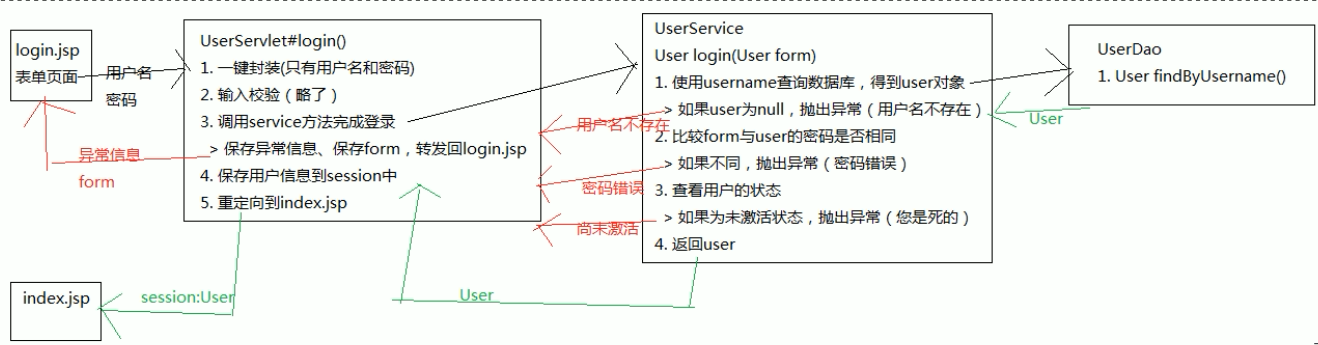 login.jsp
表单页面
用户名
密码
异常信息
form
UserServlet#login()
1. 一键封装(只有用户名和密码)
2. 输入校验（略了）
3. 调用service方法完成登录
> 保存异常信息、保存form，转发回login.jsp
4. 保存用户信息到session中
5. 重定向到index.jsp
用户名不存在
密码错误
尚未激活
UserService
User login(User form)
1. 使用username查询数据库，得到user对象
> 如果user为null，抛出异常（用户名不存在）
2. 比较form与user的密码是否相同
> 如果不同，抛出异常（密码错误）
3. 查看用户的状态
> 如果为未激活状态，抛出异常（您是死的）
4. 返回user
UserDao
1. User findByUsername()
User
index.jsp
session:User
User